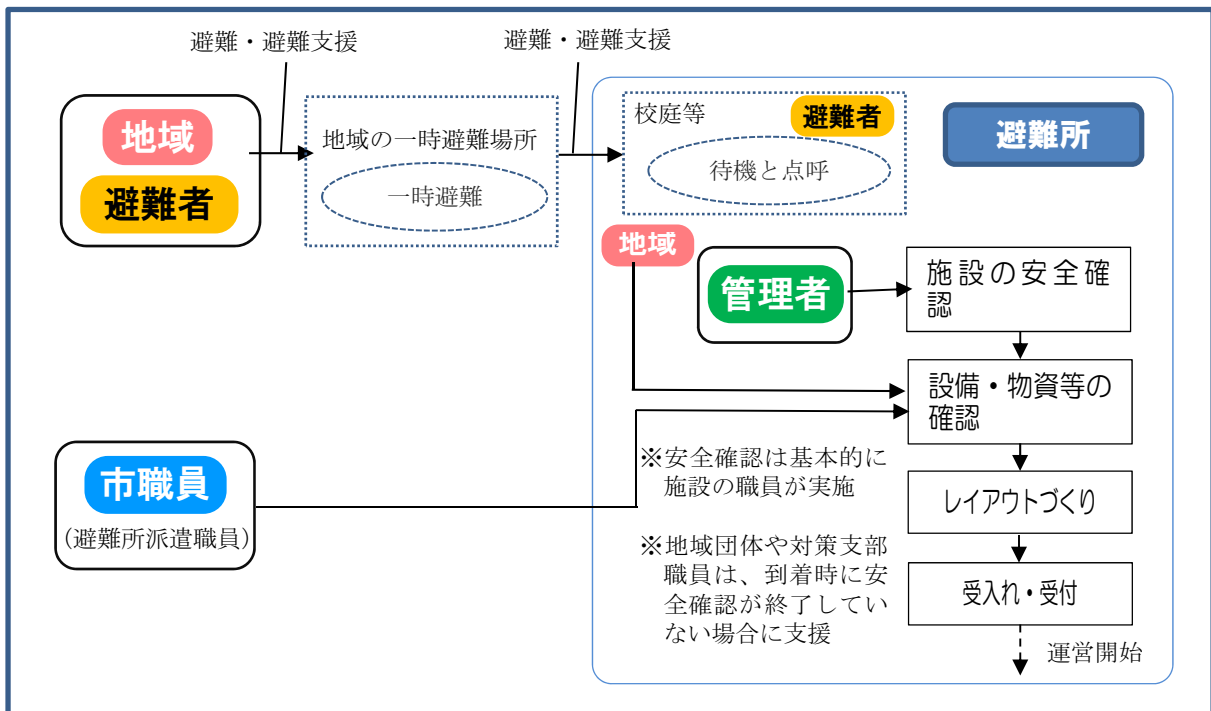 避難・避難支援
避難・避難支援
地域
避難者
地域の一時避難場所
一時避難
校庭等
避難者
待機と点呼
避難所
地域
管理者
施設の安全確
認
設備・物資等の
確認
市職員
(避難所派遣職員)
※安全確認は基本的に
施設の職員が実施
レイアウトづくり
※地域団体や対策支部
職員は、到着時に安
全確認が終了してい
ない場合に支援
受入れ・受付
運営開始